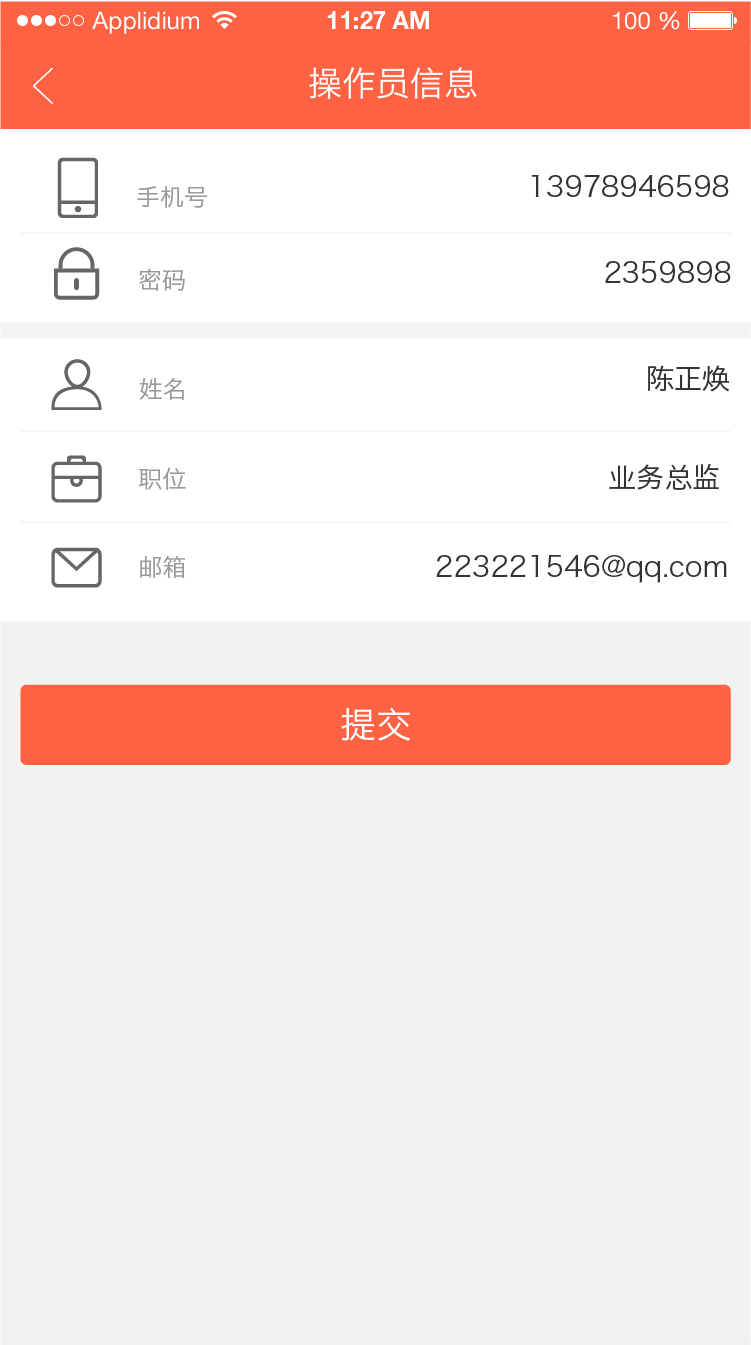 Applidium 11:27 AM 100 %
操作员信息
手机号 13978946598
密码 2359898
姓名 陈正焕
职位 业务总监
邮箱 223221546@qq.com
提交